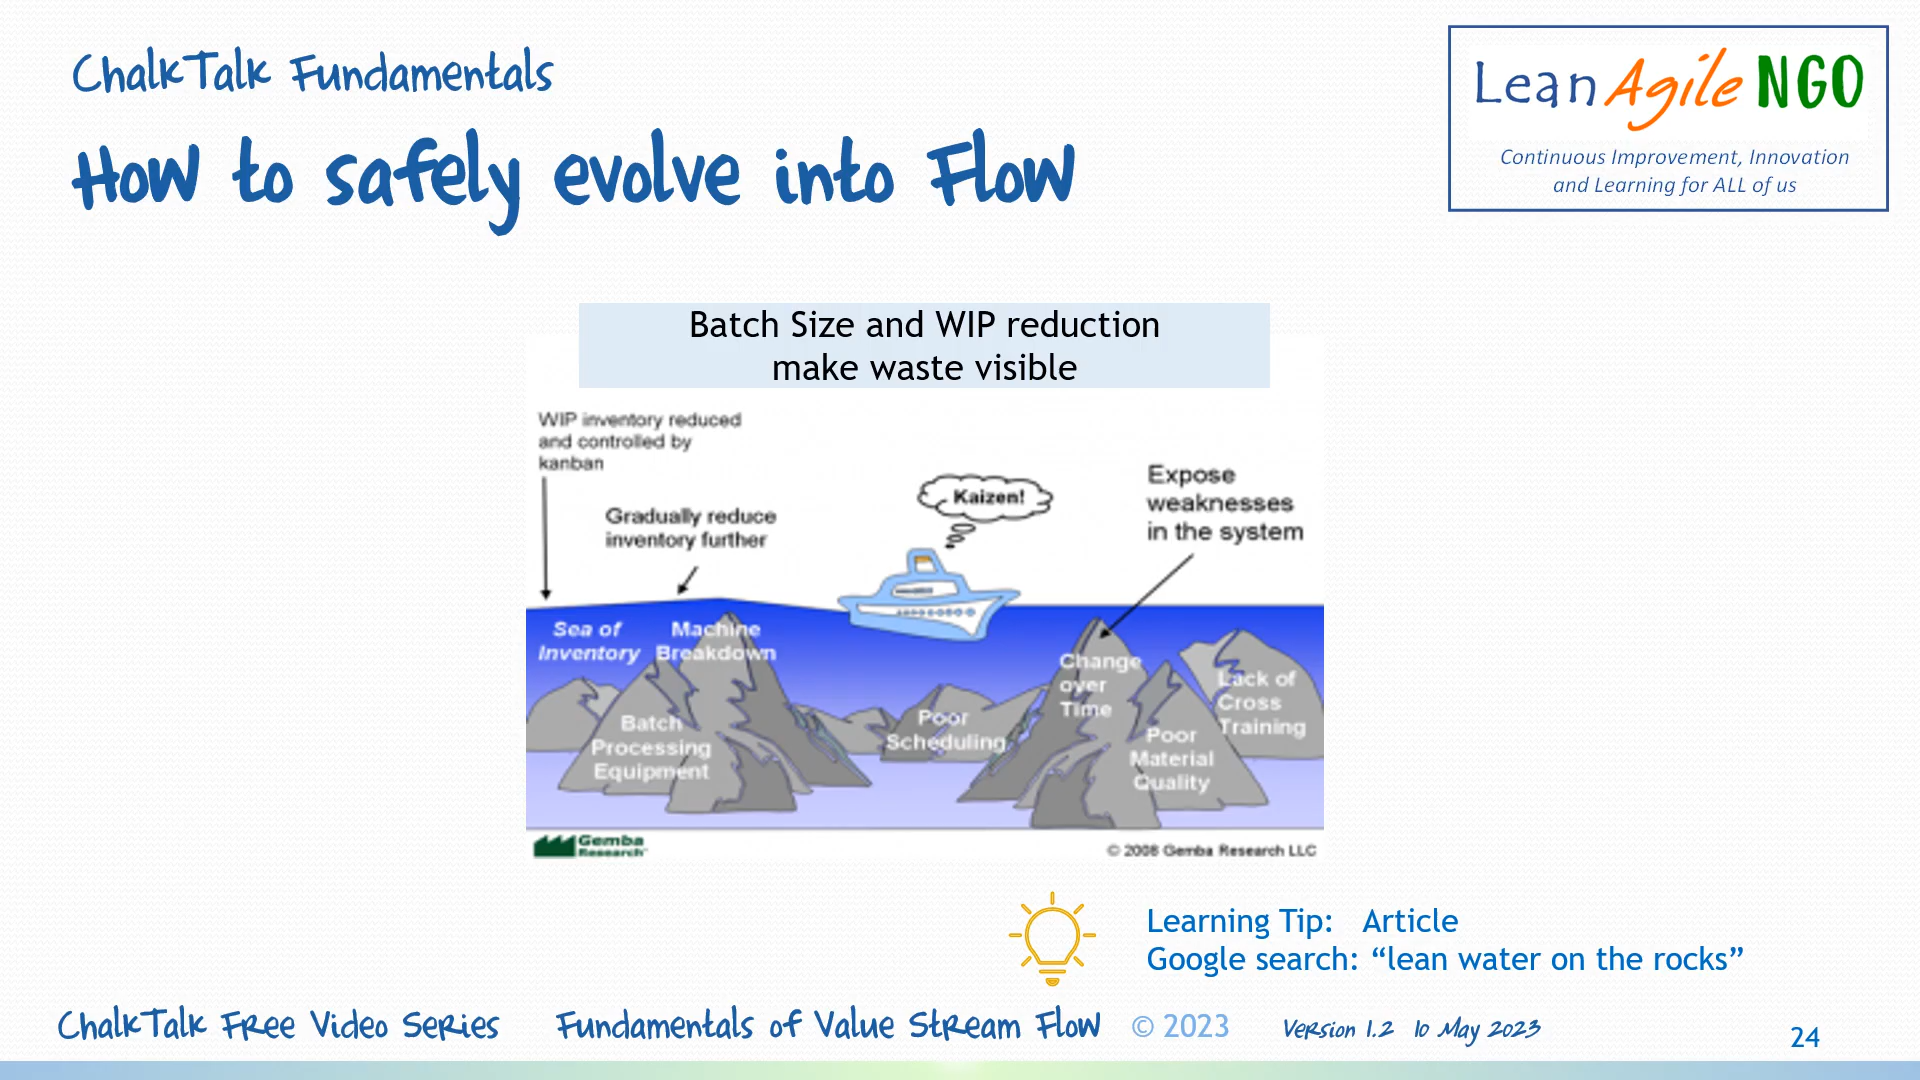 ChalkTalk Fundamentals
How to safely evolve into Flow
Lean Agile NGO
Continuous Improvement, Innovation
and Learning for ALL of us
Batch Size and WIP reduction
make waste visible
WIP inventory reduced
and controlled by
kanban
Gradually reduce
inventory further
Kaizen!
Expose
weaknesses
in the system
Sea of
Inventory
Machine
Breakdown
Batch
Processing
Equipment
Poor
Scheduling
Change
over
Time
Poor
Material
Quality
Lack of
Cross
Training
Gemba
Research
© 2008 Gemba Research LLC
Learning Tip: Article
Google search: “lean water on the rocks”
ChalkTalk Free Video Series Fundamentals of Value Stream Flow © 2023 Version 1.2 10 May 2023
24